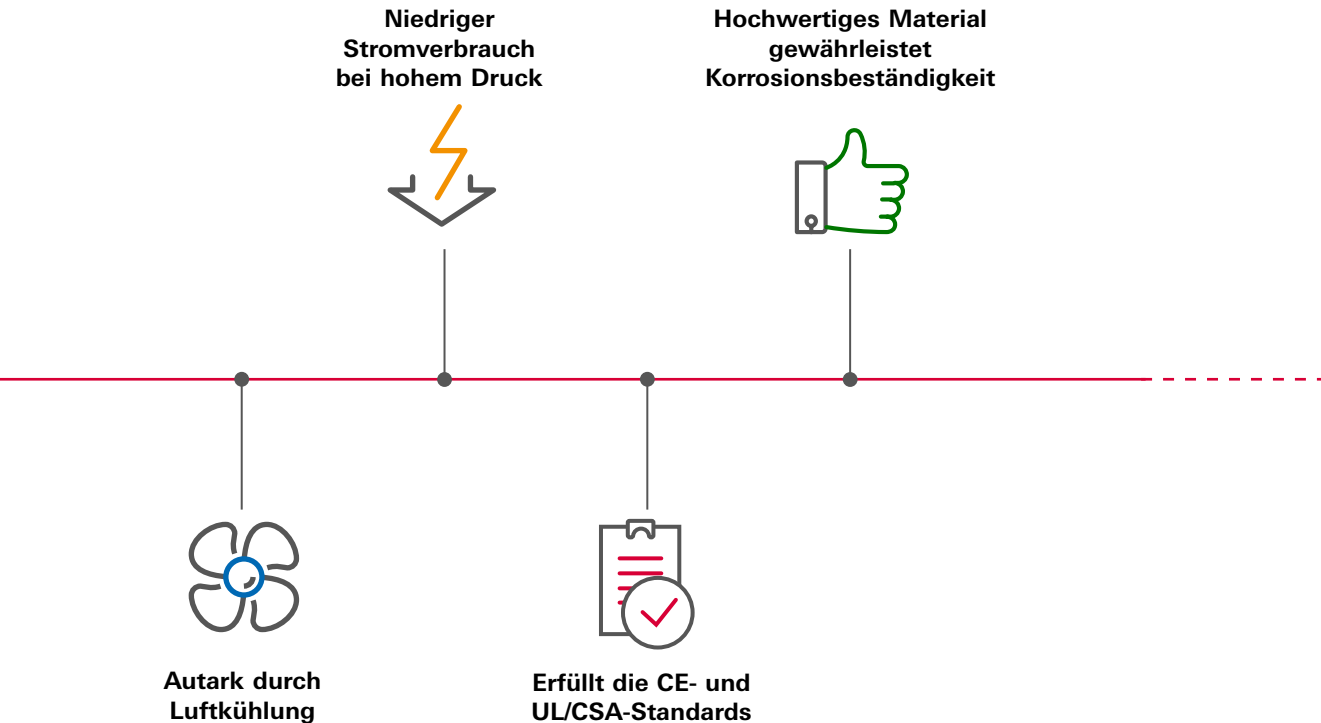 Niedriger
Stromverbrauch
bei hohem Druck
Hochwertiges Material
gewährleistet
Korrosionsbeständigkeit
Autark durch
Luftkühlung
Erfüllt die CE- und
UL/CSA-Standards